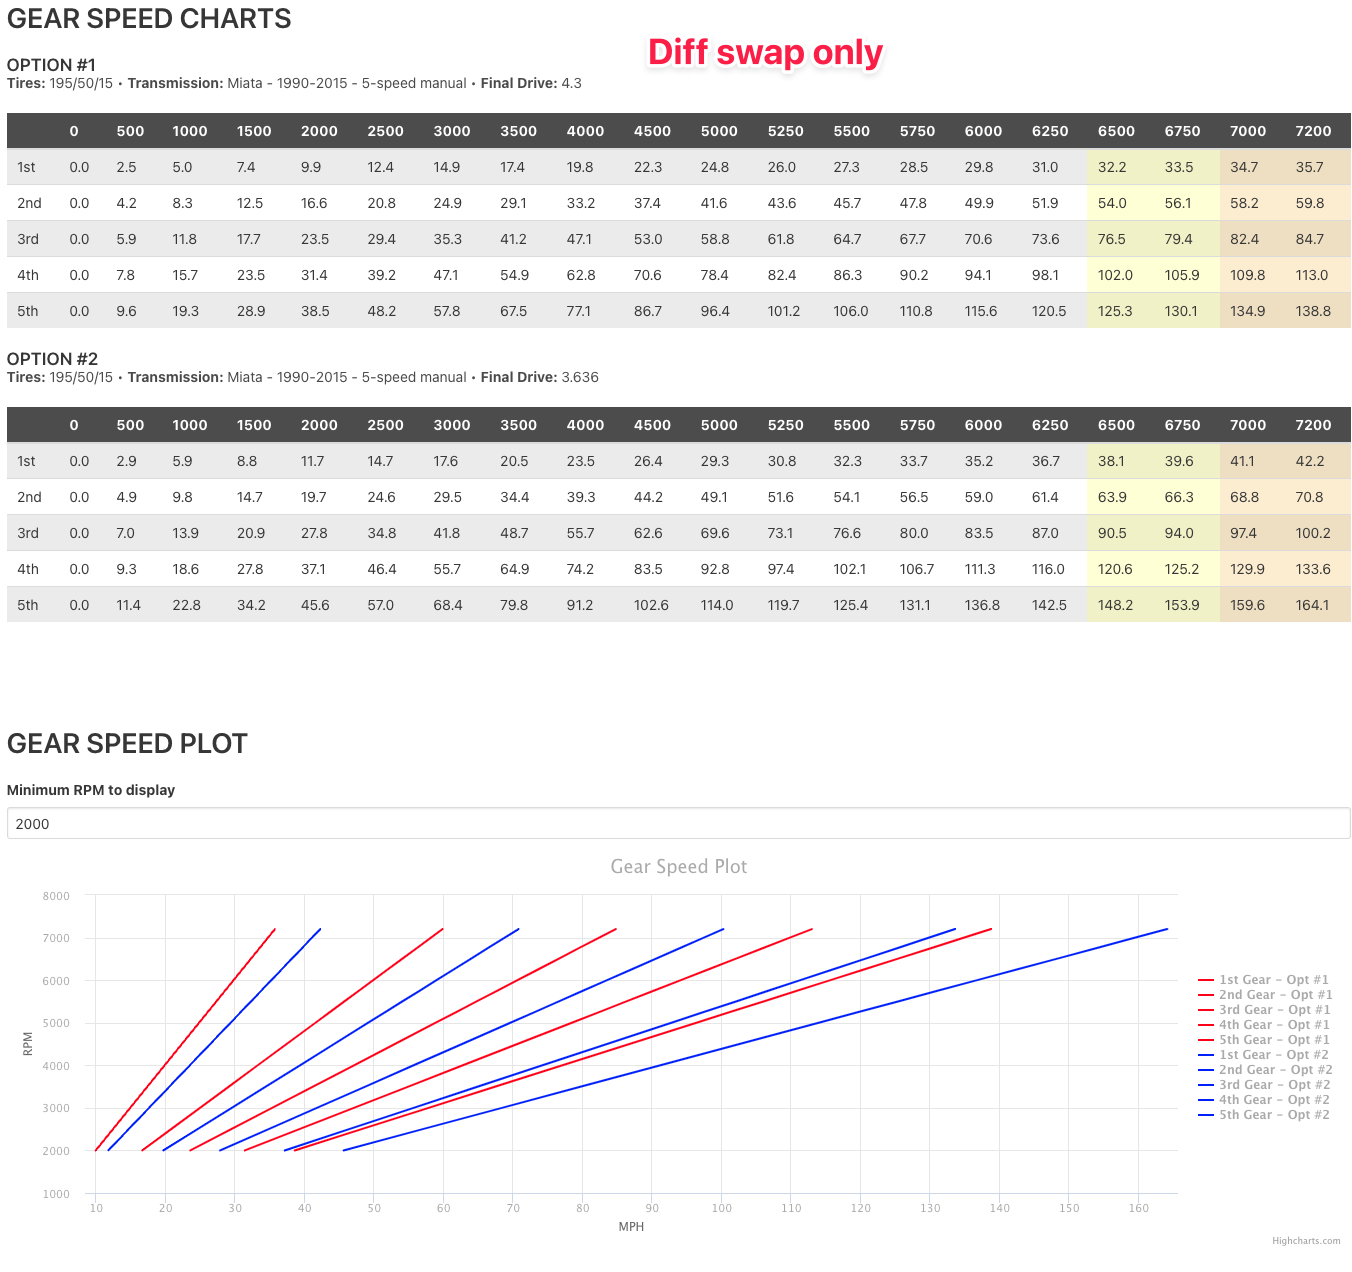 GEAR SPEED CHARTS
Diff swap only
OPTION #1
Tires: 195/50/15 • Transmission: Miata - 1990-2015 - 5-speed manual • Final Drive: 4.3
0 500 1000 1500 2000 2500 3000 3500 4000 4500 5000 5250 5500 5750 6000 6250 6500 6750 7000 7200
1st 0.0 2.5 5.0 7.4 9.9 12.4 14.9 17.4 19.8 22.3 24.8 26.0 27.3 28.5 29.8 31.0 32.2 33.5 34.7 35.7
2nd 0.0 4.2 8.3 12.5 16.6 20.8 24.9 29.1 33.2 37.4 41.6 43.6 45.7 47.8 49.9 51.9 54.0 56.1 58.2 59.8
3rd 0.0 5.9 11.8 17.7 23.5 29.4 35.3 41.2 47.1 53.0 58.8 61.8 64.7 67.7 70.6 73.6 76.5 79.4 82.4 84.7
4th 0.0 7.8 15.7 23.5 31.4 39.2 47.1 54.9 62.8 70.6 78.4 82.4 86.3 90.2 94.1 98.1 102.0 105.9 109.8 113.0
5th 0.0 9.6 19.3 28.9 38.5 48.2 57.8 67.5 77.1 86.7 96.4 101.2 106.0 110.8 115.6 120.5 125.3 130.1 134.9 138.8
OPTION #2
Tires: 195/50/15 • Transmission: Miata - 1990-2015 - 5-speed manual • Final Drive: 3.636
0 500 1000 1500 2000 2500 3000 3500 4000 4500 5000 5250 5500 5750 6000 6250 6500 6750 7000 7200
1st 0.0 2.9 5.9 8.8 11.7 14.7 17.6 20.5 23.5 26.4 29.3 30.8 32.3 33.7 35.2 36.7 38.1 39.6 41.1 42.2
2nd 0.0 4.9 9.8 14.7 19.7 24.6 29.5 34.4 39.3 44.2 49.1 51.6 54.1 56.5 59.0 61.4 63.9 66.3 68.8 70.8
3rd 0.0 7.0 13.9 20.9 27.8 34.8 41.8 48.7 55.7 62.6 69.6 73.1 76.6 80.0 83.5 87.0 90.5 94.0 97.4 100.2
4th 0.0 9.3 18.6 27.8 37.1 46.4 55.7 64.9 74.2 83.5 92.8 97.4 102.1 106.7 111.3 116.0 120.6 125.2 129.9 133.6
5th 0.0 11.4 22.8 34.2 45.6 57.0 68.4 79.8 91.2 102.6 114.0 119.7 125.4 131.1 136.8 142.5 148.2 153.9 159.6 164.1
GEAR SPEED PLOT
Minimum RPM to display
2000
Gear Speed Plot
8000
7000
6000
5000
4000
3000
2000
1000
RPM
10 20 30 40 50 60 70 80 90 100 110 120 130 140 150 160
MPH
1st Gear – Opt #1
2nd Gear – Opt #1
3rd Gear – Opt #1
4th Gear – Opt #1
5th Gear – Opt #1
1st Gear – Opt #2
2nd Gear – Opt #2
3rd Gear – Opt #2
4th Gear – Opt #2
5th Gear – Opt #2
Highcharts.com